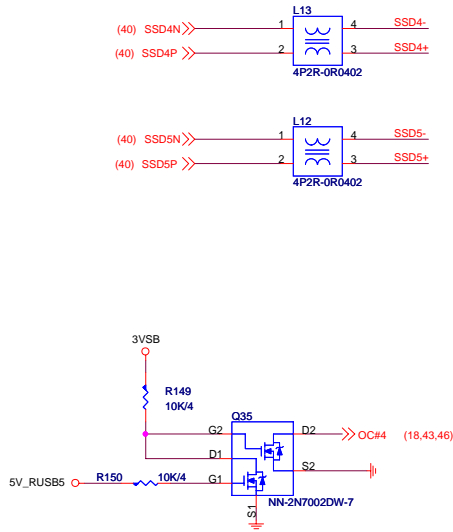 L13
(40) SSD4N 1 4 SSD4-
(40) SSD4P 2 3 SSD4+
4P2R-0R0402
L12
(40) SSD5N 1 4 SSD5-
(40) SSD5P 2 3 SSD5+
4P2R-0R0402
3VSB
R149
10K/4
Q35
G2 D2 OC#4 (18,43,46)
D1
S2
5V_RUSB5 R150 10K/4 G1
NN-2N7002DW-7
S1